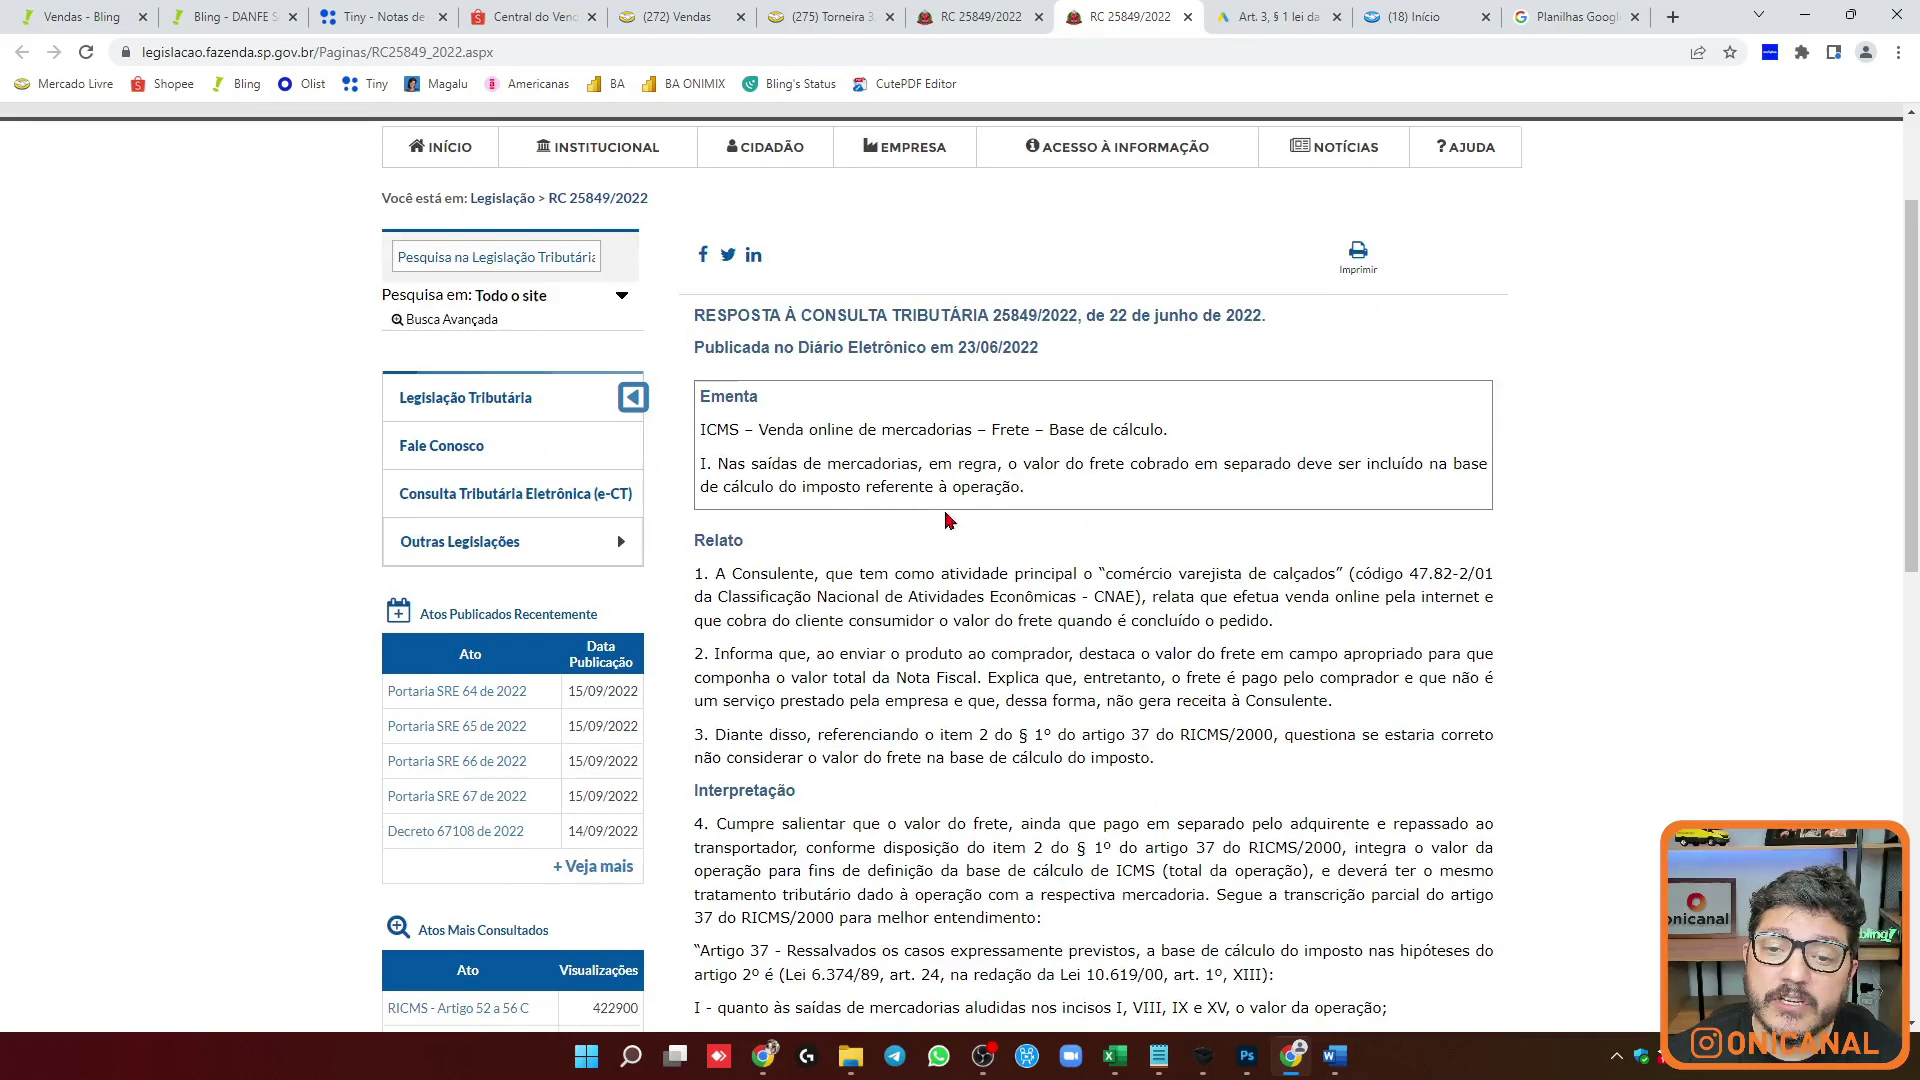 Vendas - Bling
Bling - DANFE S
Tiny - Notas de
Central do Vend
(272) Vendas
(275) Torneira 3
RC 25849/2022
RC 25849/2022
Art. 3, § 1 lei da
(18) Início
Planilhas Googl
legislacao.fazenda.sp.gov.br/Paginas/RC25849_2022.aspx
Mercado Livre
Shopee
Bling
Olist
Tiny
Magalu
Americanas
BA
BA ONIMIX
Bling's Status
CutePDF Editor
INÍCIO
INSTITUCIONAL
CIDADÃO
EMPRESA
ACESSO À INFORMAÇÃO
NOTÍCIAS
? AJUDA
Você está em: Legislação > RC 25849/2022
Pesquisa na Legislação Tributária
Pesquisa em: Todo o site
Busca Avançada
Legislação Tributária
Fale Conosco
Consulta Tributária Eletrônica (e-CT)
Outras Legislações
Atos Publicados Recentemente
Ato
Data Publicação
Portaria SRE 64 de 2022 15/09/2022
Portaria SRE 65 de 2022 15/09/2022
Portaria SRE 66 de 2022 15/09/2022
Portaria SRE 67 de 2022 15/09/2022
Decreto 67108 de 2022 14/09/2022
+ Veja mais
Atos Mais Consultados
Ato Visualizações
RICMS - Artigo 52 a 56 C 422900
Imprimir
RESPOSTA À CONSULTA TRIBUTÁRIA 25849/2022, de 22 de junho de 2022.
Publicada no Diário Eletrônico em 23/06/2022
Ementa
ICMS – Venda online de mercadorias – Frete – Base de cálculo.
I. Nas saídas de mercadorias, em regra, o valor do frete cobrado em separado deve ser incluído na base
de cálculo do imposto referente à operação.
Relato
1. A Consulente, que tem como atividade principal o “comércio varejista de calçados” (código 47.82-2/01
da Classificação Nacional de Atividades Econômicas - CNAE), relata que efetua venda online pela internet e
que cobra do cliente consumidor o valor do frete quando é concluído o pedido.
2. Informa que, ao enviar o produto ao comprador, destaca o valor do frete em campo apropriado para que
componha o valor total da Nota Fiscal. Explica que, entretanto, o frete é pago pelo comprador e que não é
um serviço prestado pela empresa e que, dessa forma, não gera receita à Consulente.
3. Diante disso, referenciando o item 2 do § 1º do artigo 37 do RICMS/2000, questiona se estaria correto
não considerar o valor do frete na base de cálculo do imposto.
Interpretação
4. Cumpre salientar que o valor do frete, ainda que pago em separado pelo adquirente e repassado ao
transportador, conforme disposição do item 2 do § 1º do artigo 37 do RICMS/2000, integra o valor da
operação para fins de definição da base de cálculo de ICMS (total da operação), e deverá ter o mesmo
tratamento tributário dado à operação com a respectiva mercadoria. Segue a transcrição parcial do artigo
37 do RICMS/2000 para melhor entendimento:
“Artigo 37 - Ressalvados os casos expressamente previstos, a base de cálculo do imposto nas hipóteses do
artigo 2º é (Lei 6.374/89, art. 24, na redação da Lei 10.619/00, art. 1º, XIII):
I - quanto às saídas de mercadorias aludidas nos incisos I, VIII, IX e XV, o valor da operação;
onicanal
bling!
ONICANAL